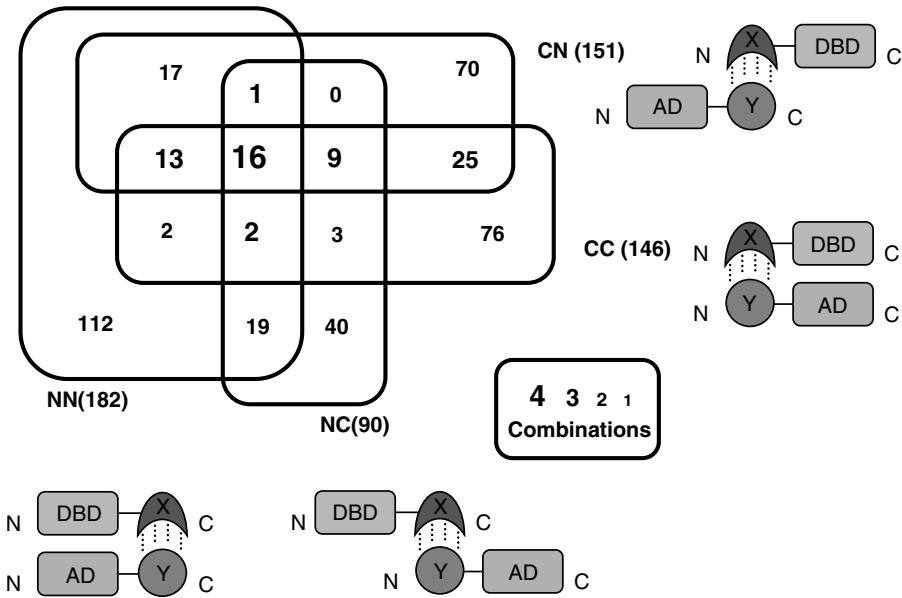 17
70
CN (151)
1
0
13
16
9
25
2
2
3
76
CC (146)
112
19
40
NN(182)
NC(90)
4 3 2 1
Combinations
N X DBD C
N AD Y C
N X DBD C
N Y AD C
N DBD X C
N AD Y C
N DBD X C
N Y AD C